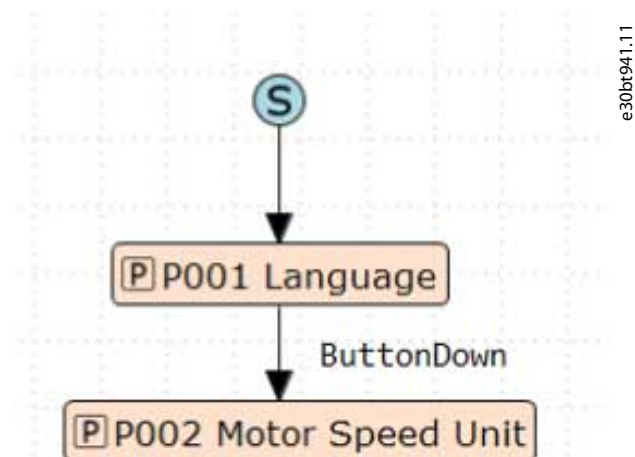 S
P P001 Language
ButtonDown
P P002 Motor Speed Unit
e30bt941.11